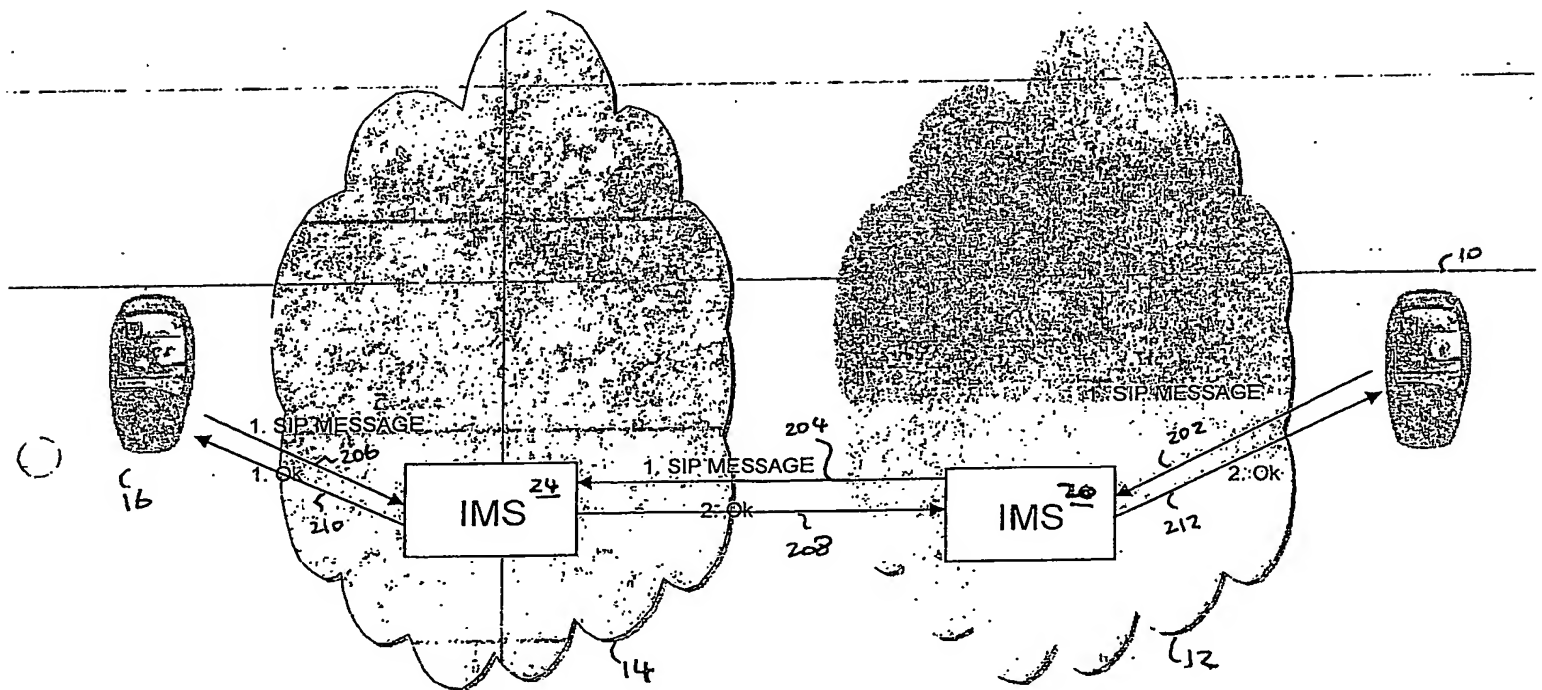 10
1. SIP MESSAGE
1. SIP MESSAGE
204
202
206
1. SIP MESSAGE
16
1. Ok
IMS 24
IMS 20
2. Ok
210
2. Ok
212
208
14
12